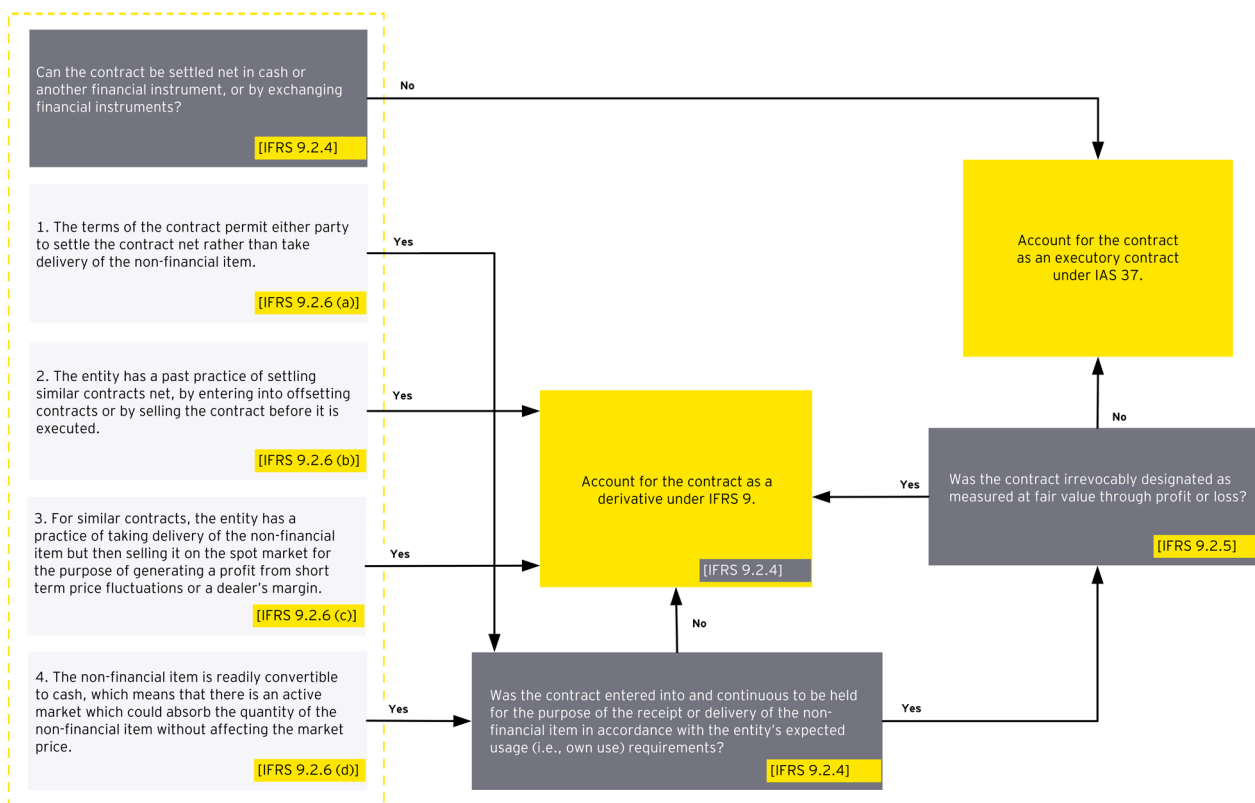 Can the contract be settled net in cash or
another financial instrument, or by exchanging
financial instruments?
[IFRS 9.2.4]
No
1. The terms of the contract permit either party
to settle the contract net rather than take
delivery of the non-financial item.
[IFRS 9.2.6 (a)]
Yes
2. The entity has a past practice of settling
similar contracts net, by entering into offsetting
contracts or by selling the contract before it is
executed.
[IFRS 9.2.6 (b)]
Yes
3. For similar contracts, the entity has a
practice of taking delivery of the non-financial
item but then selling it on the spot market for
the purpose of generating a profit from short
term price fluctuations or a dealer's margin.
[IFRS 9.2.6 (c)]
Yes
4. The non-financial item is readily convertible
to cash, which means that there is an active
market which could absorb the quantity of the
non-financial item without affecting the market
price.
[IFRS 9.2.6 (d)]
Yes
Account for the contract as a
derivative under IFRS 9.
[IFRS 9.2.4]
No
Was the contract entered into and continuous to be held
for the purpose of the receipt or delivery of the non-
financial item in accordance with the entity's expected
usage (i.e., own use) requirements?
[IFRS 9.2.4]
Yes
Account for the contract
as an executory contract
under IAS 37.
No
Was the contract irrevocably designated as
measured at fair value through profit or loss?
[IFRS 9.2.5]
Yes